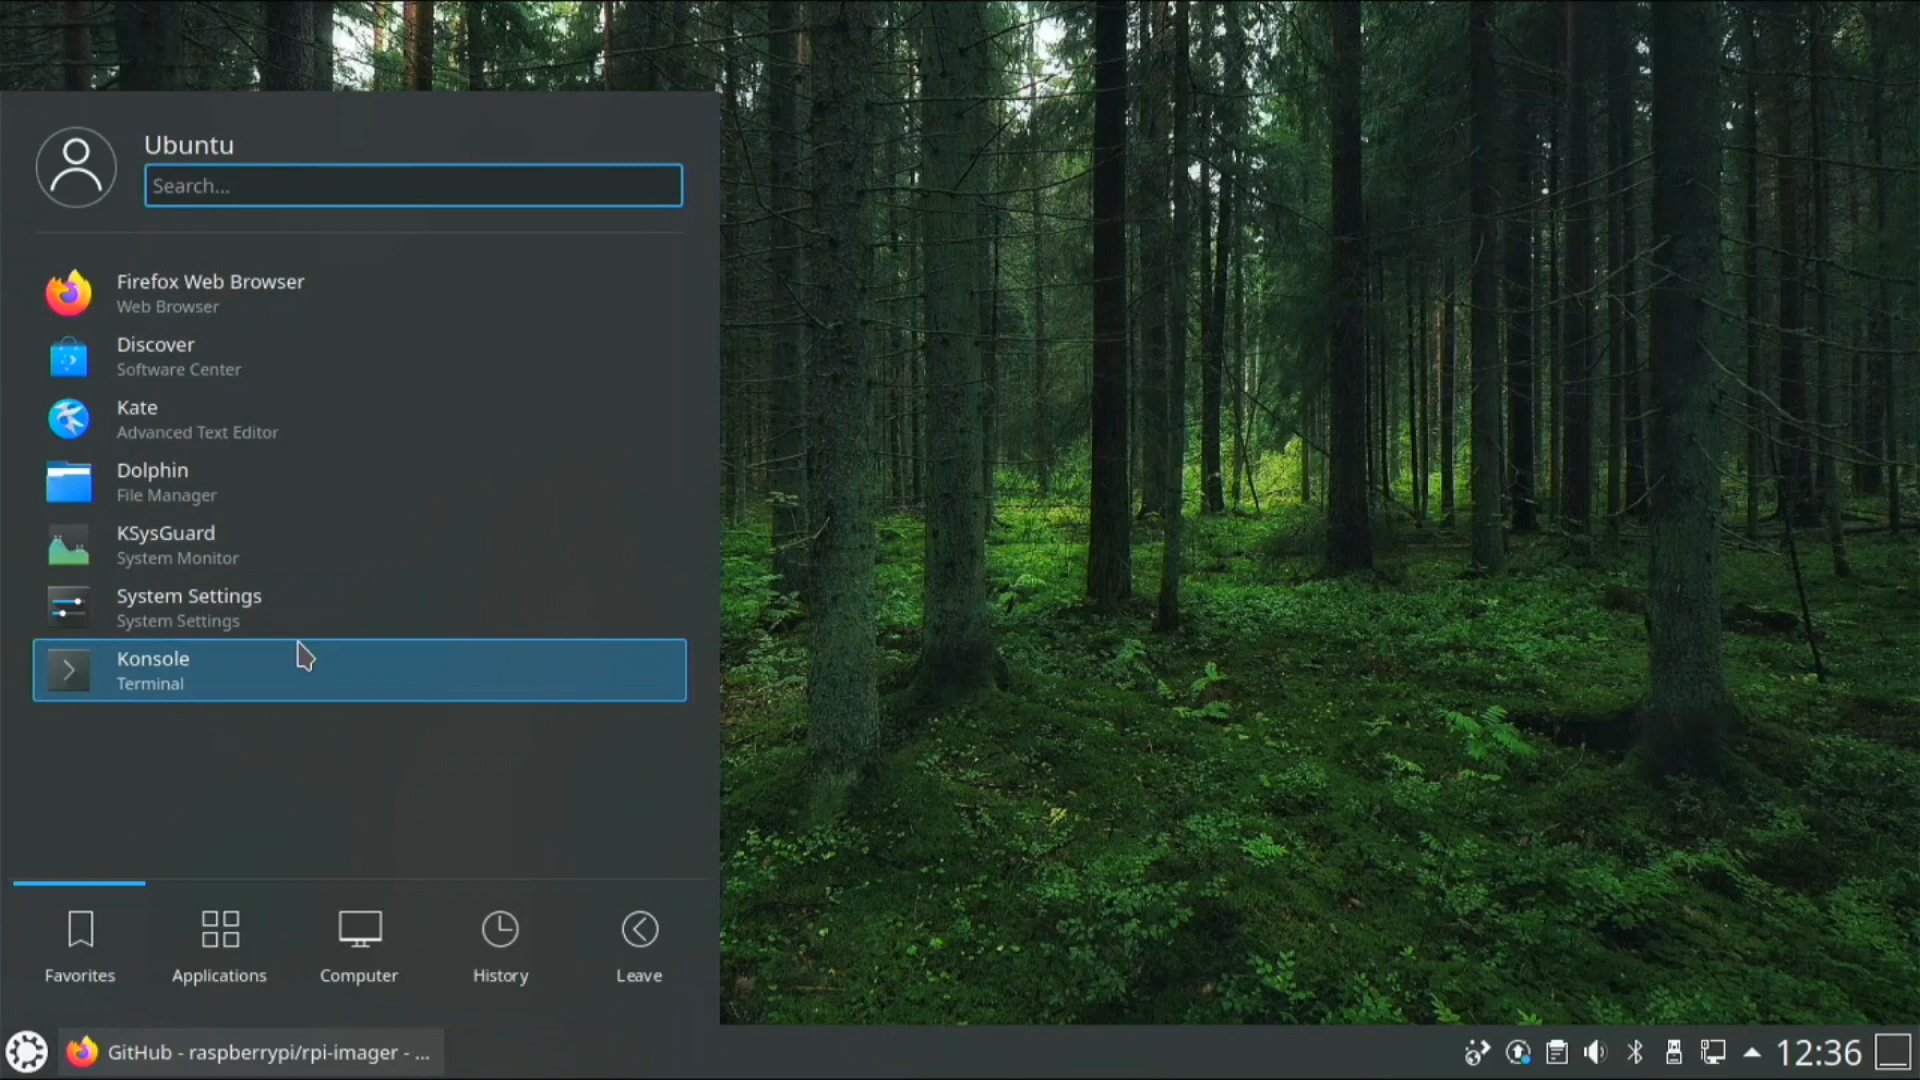 Ubuntu
Search...
Firefox Web Browser
Web Browser
Discover
Software Center
Kate
Advanced Text Editor
Dolphin
File Manager
KSysGuard
System Monitor
System Settings
System Settings
Konsole
Terminal
Favorites
Applications
Computer
History
Leave
GitHub - raspberrypi/rpi-imager - ...
12:36